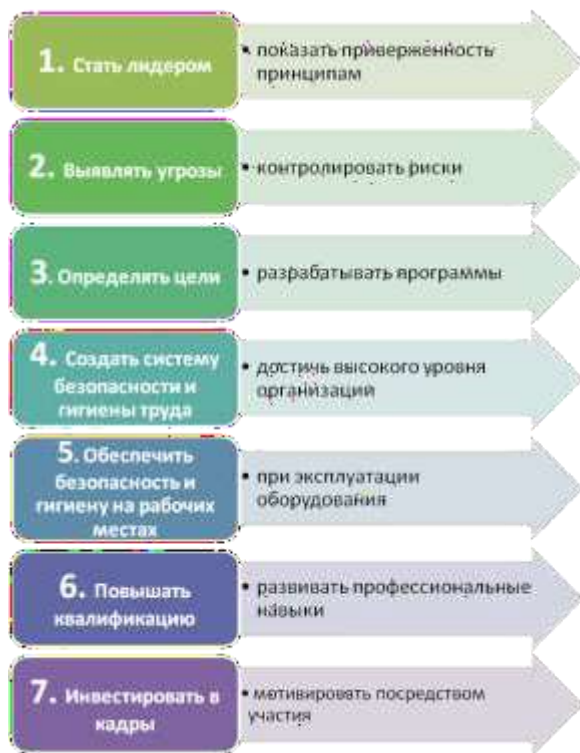 1. Стать лидером
• показать приверженность
принципам
2. Выявлять угрозы
• контролировать риски
3. Определять цели
• разрабатывать программы
4. Создать систему
безопасности и
гигиены труда
• достичь высокого уровня
организации
5. Обеспечить
безопасность и
гигиену на рабочих
местах
• при эксплуатации
оборудования
6. Повышать
квалификацию
• развивать профессиональные
навыки
7. Инвестировать в
кадры
• мотивировать посредством
участия